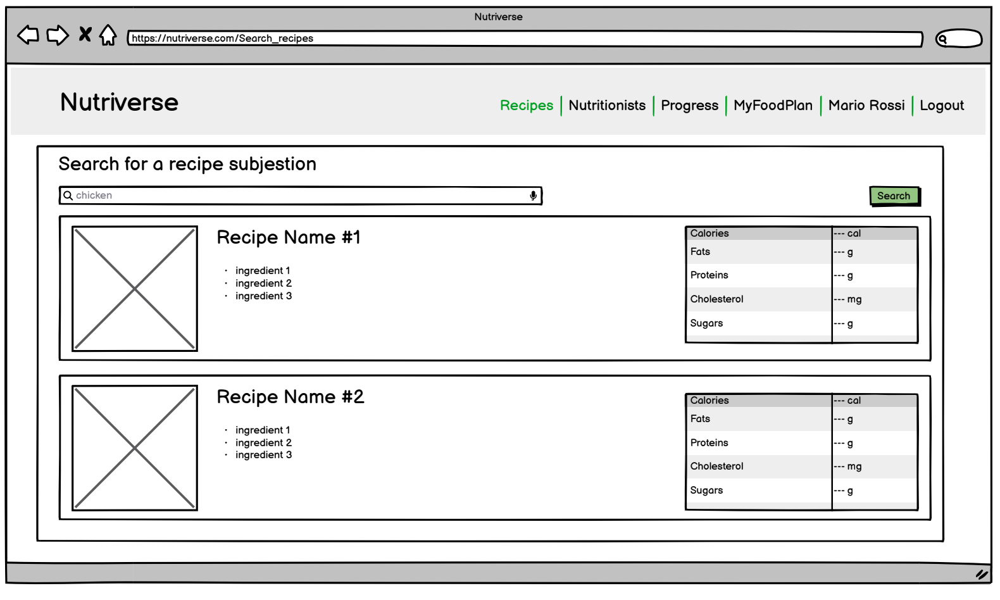 Nutriverse
https://nutriverse.com/Search_recipes
Nutriverse
Recipes Nutritionists Progress MyFoodPlan Mario Rossi Logout
Search for a recipe subjestion
chicken
Search
Recipe Name #1
· ingredient 1
· ingredient 2
· ingredient 3
Calories --- cal
Fats --- g
Proteins --- g
Cholesterol --- mg
Sugars --- g
Recipe Name #2
· ingredient 1
· ingredient 2
· ingredient 3
Calories --- cal
Fats --- g
Proteins --- g
Cholesterol --- mg
Sugars --- g